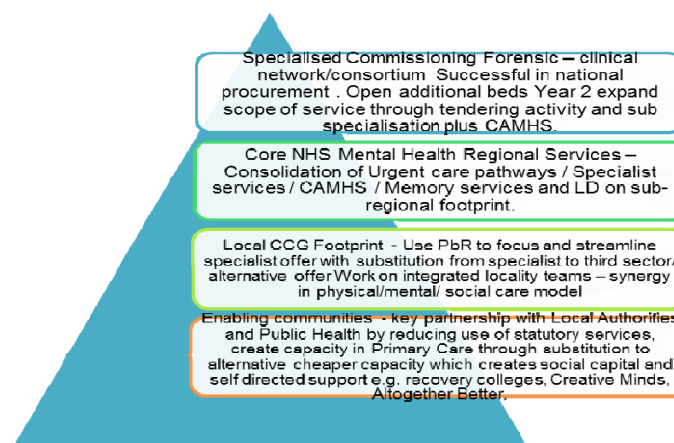 Specialised Commissioning Forensic – clinical
network/consortium Successful in national
procurement . Open additional beds Year 2 expand
scope of service through tendering activity and sub
specialisation plus CAMHS.
Core NHS Mental Health Regional Services –
Consolidation of Urgent care pathways / Specialist
services / CAMHS / Memory services and LD on sub-
regional footprint.
Local CCG Footprint - Use PbR to focus and streamline
specialist offer with substitution from specialist to third sector/
alternative offer Work on integrated locality teams – synergy
in physical/mental/ social care model
Enabling communities - key partnership with Local Authorities
and Public Health by reducing use of statutory services,
create capacity in Primary Care through substitution to
alternative cheaper capacity which creates social capital and
self directed support e.g. recovery colleges, Creative Minds,
Altogether Better.